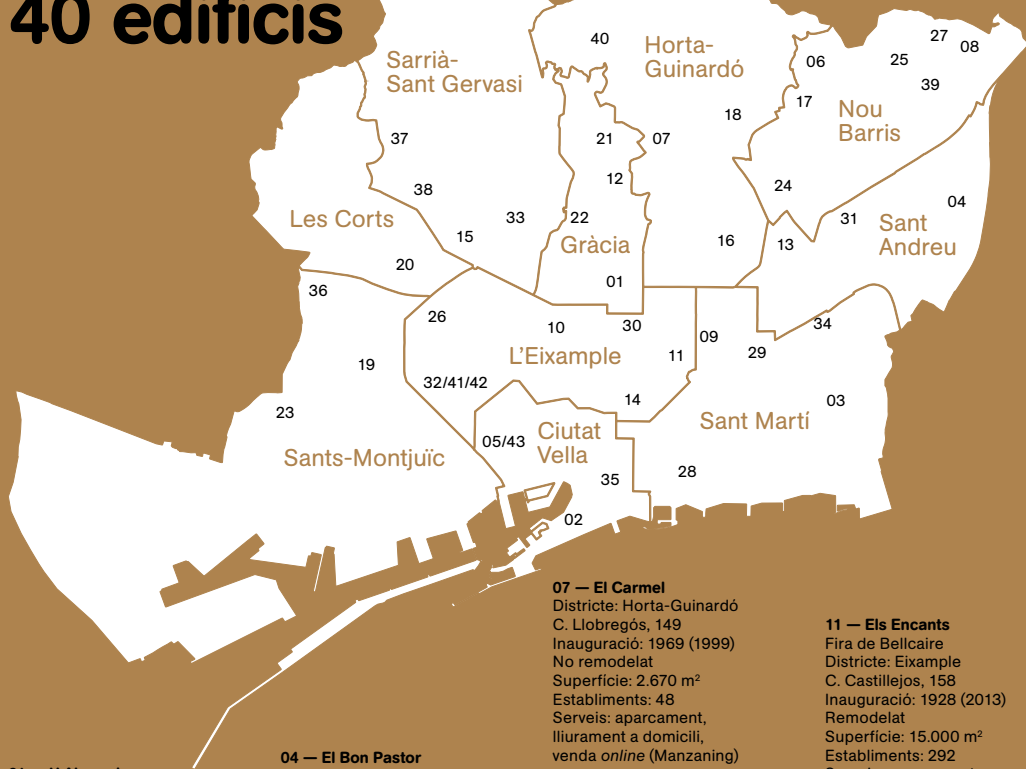 40 edificis
Sarrià-
Sant Gervasi
40
Horta-
Guinardó
27
08
06
25
39
17
Nou
Barris
18
37
21
07
12
38
24
04
Les Corts
33
22
31
Sant
Andreu
15
Gràcia
16
13
20
01
36
26
10
30
34
09
L’Eixample
11
29
19
32/41/42
14
03
23
Sant Martí
05/43
Ciutat
Vella
Sants-Montjuïc
35
28
02
07 — El Carmel
Districte: Horta-Guinardó
C. Llobregós, 149
Inauguració: 1969 (1999)
No remodelat
Superfície: 2.670 m²
Establiments: 48
Serveis: aparcament,
lliurament a domicili,
venda online (Manzaning)
11 — Els Encants
Fira de Bellcaire
Districte: Eixample
C. Castillejos, 158
Inauguració: 1928 (2013)
Remodelat
Superfície: 15.000 m²
Establiments: 292
04 — El Bon Pastor